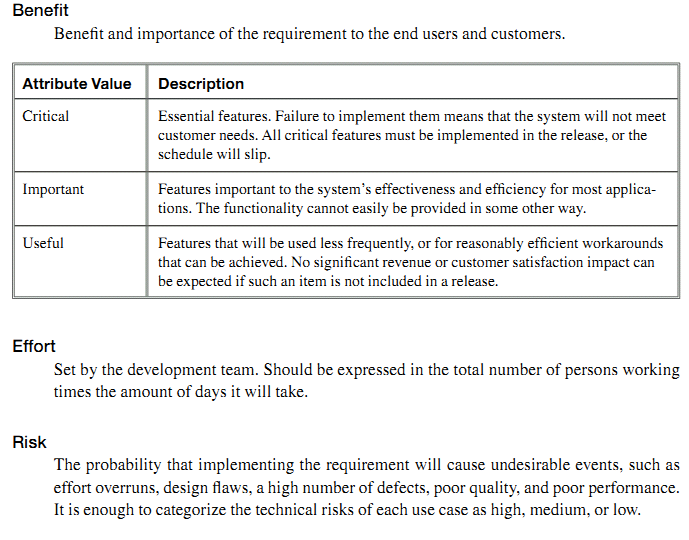 Benefit
Benefit and importance of the requirement to the end users and customers.
Attribute Value Description
Critical Essential features. Failure to implement them means that the system will not meet
customer needs. All critical features must be implemented in the release, or the
schedule will slip.
Important Features important to the system's effectiveness and efficiency for most applica-
tions. The functionality cannot easily be provided in some other way.
Useful Features that will be used less frequently, or for reasonably efficient workarounds
that can be achieved. No significant revenue or customer satisfaction impact can
be expected if such an item is not included in a release.
Effort
Set by the development team. Should be expressed in the total number of persons working
times the amount of days it will take.
Risk
The probability that implementing the requirement will cause undesirable events, such as
effort overruns, design flaws, a high number of defects, poor quality, and poor performance.
It is enough to categorize the technical risks of each use case as high, medium, or low.